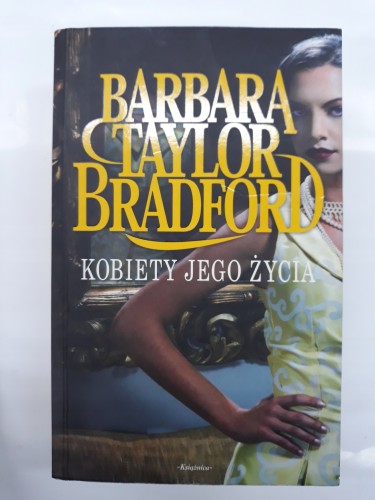 BARBARA
TAYLOR
BRADFORD
KOBIETY JEGO ŻYCIA
-Książnica-